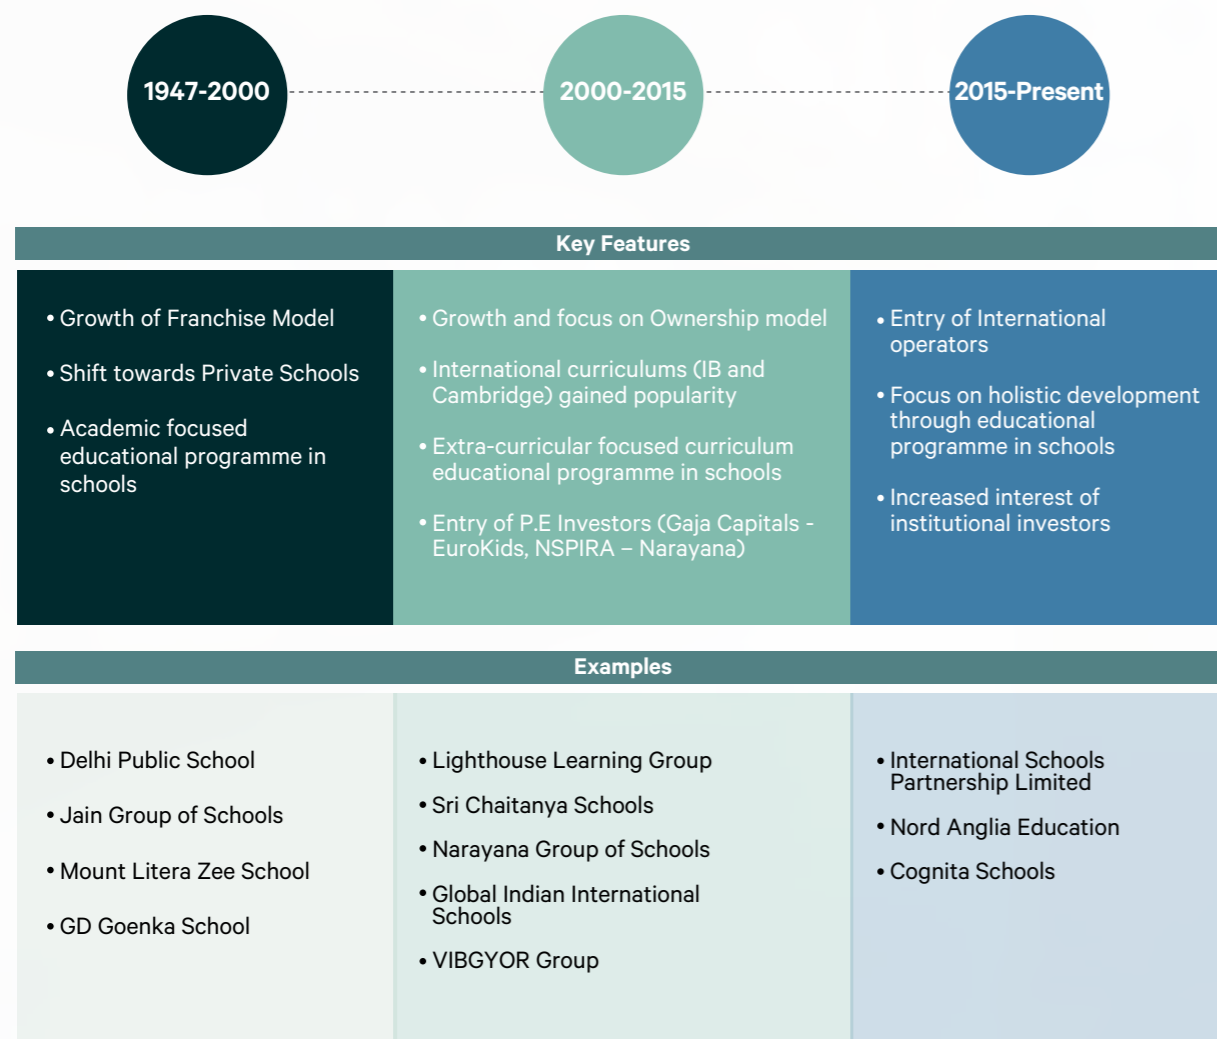 1947-2000
2000-2015
2015-Present
Key Features
• Growth of Franchise Model
• Shift towards Private Schools
• Academic focused
educational programme in
schools
• Growth and focus on Ownership model
• International curriculums (IB and
Cambridge) gained popularity
• Extra-curricular focused curriculum
educational programme in schools
• Entry of P.E Investors (Gaja Capitals -
EuroKids, NSPIRA – Narayana)
• Entry of International
operators
• Focus on holistic development
through educational
programme in schools
• Increased interest of
institutional investors
Examples
• Delhi Public School
• Jain Group of Schools
• Mount Litera Zee School
• GD Goenka School
• Lighthouse Learning Group
• Sri Chaitanya Schools
• Narayana Group of Schools
• Global Indian International
Schools
• VIBGYOR Group
• International Schools
Partnership Limited
• Nord Anglia Education
• Cognita Schools